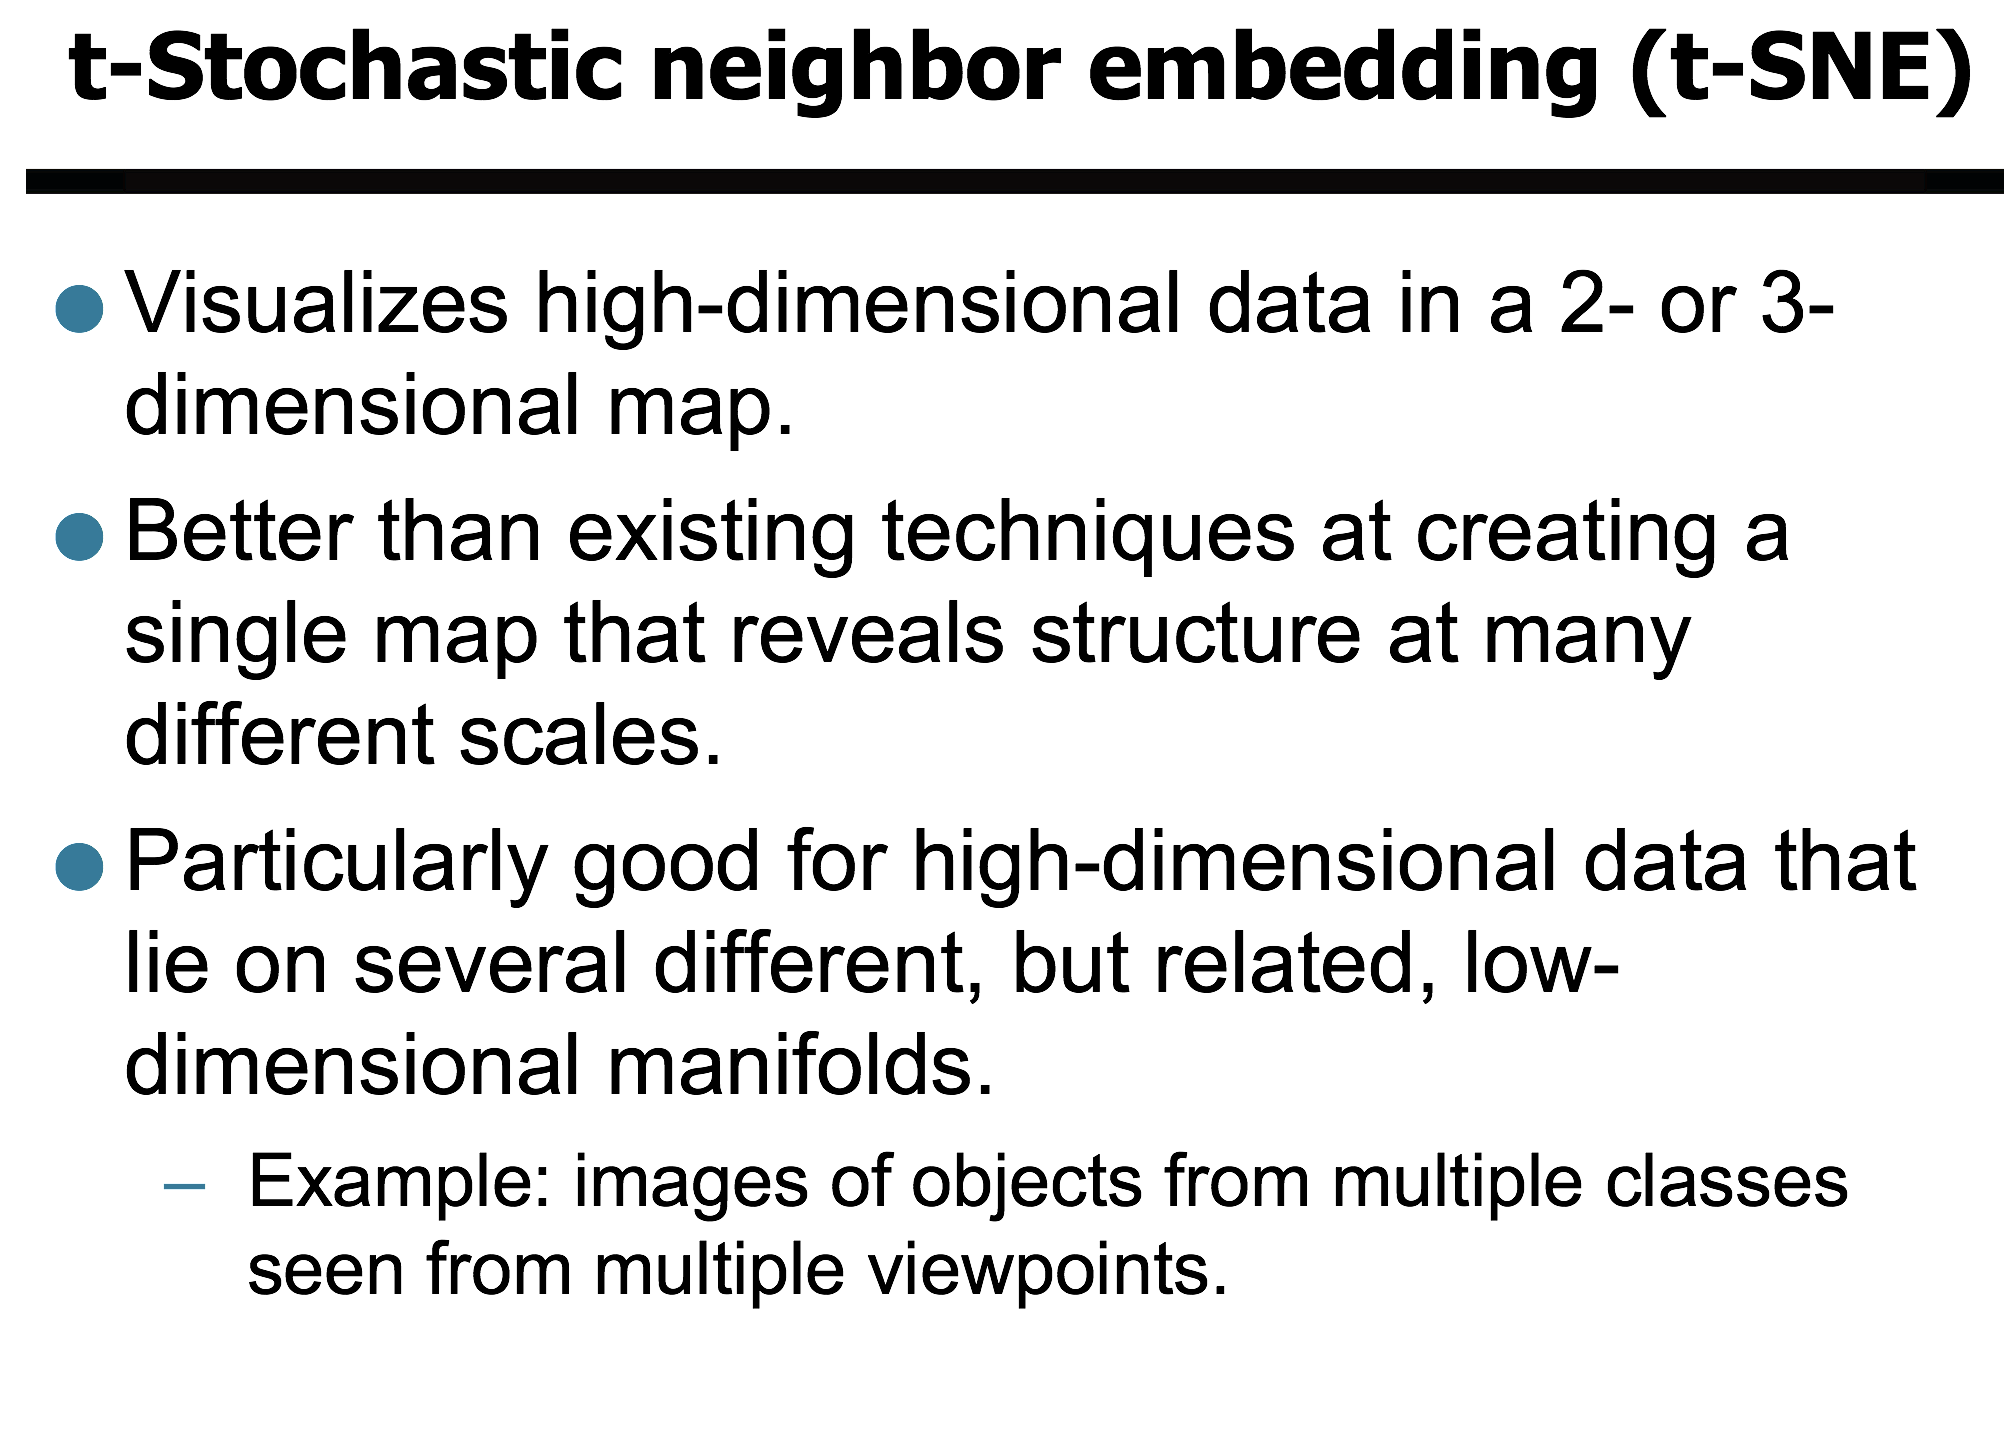 t-Stochastic neighbor embedding (t-SNE)
● Visualizes high-dimensional data in a 2- or 3-
dimensional map.
● Better than existing techniques at creating a
single map that reveals structure at many
different scales.
● Particularly good for high-dimensional data that
lie on several different, but related, low-
dimensional manifolds.
– Example: images of objects from multiple classes
seen from multiple viewpoints.